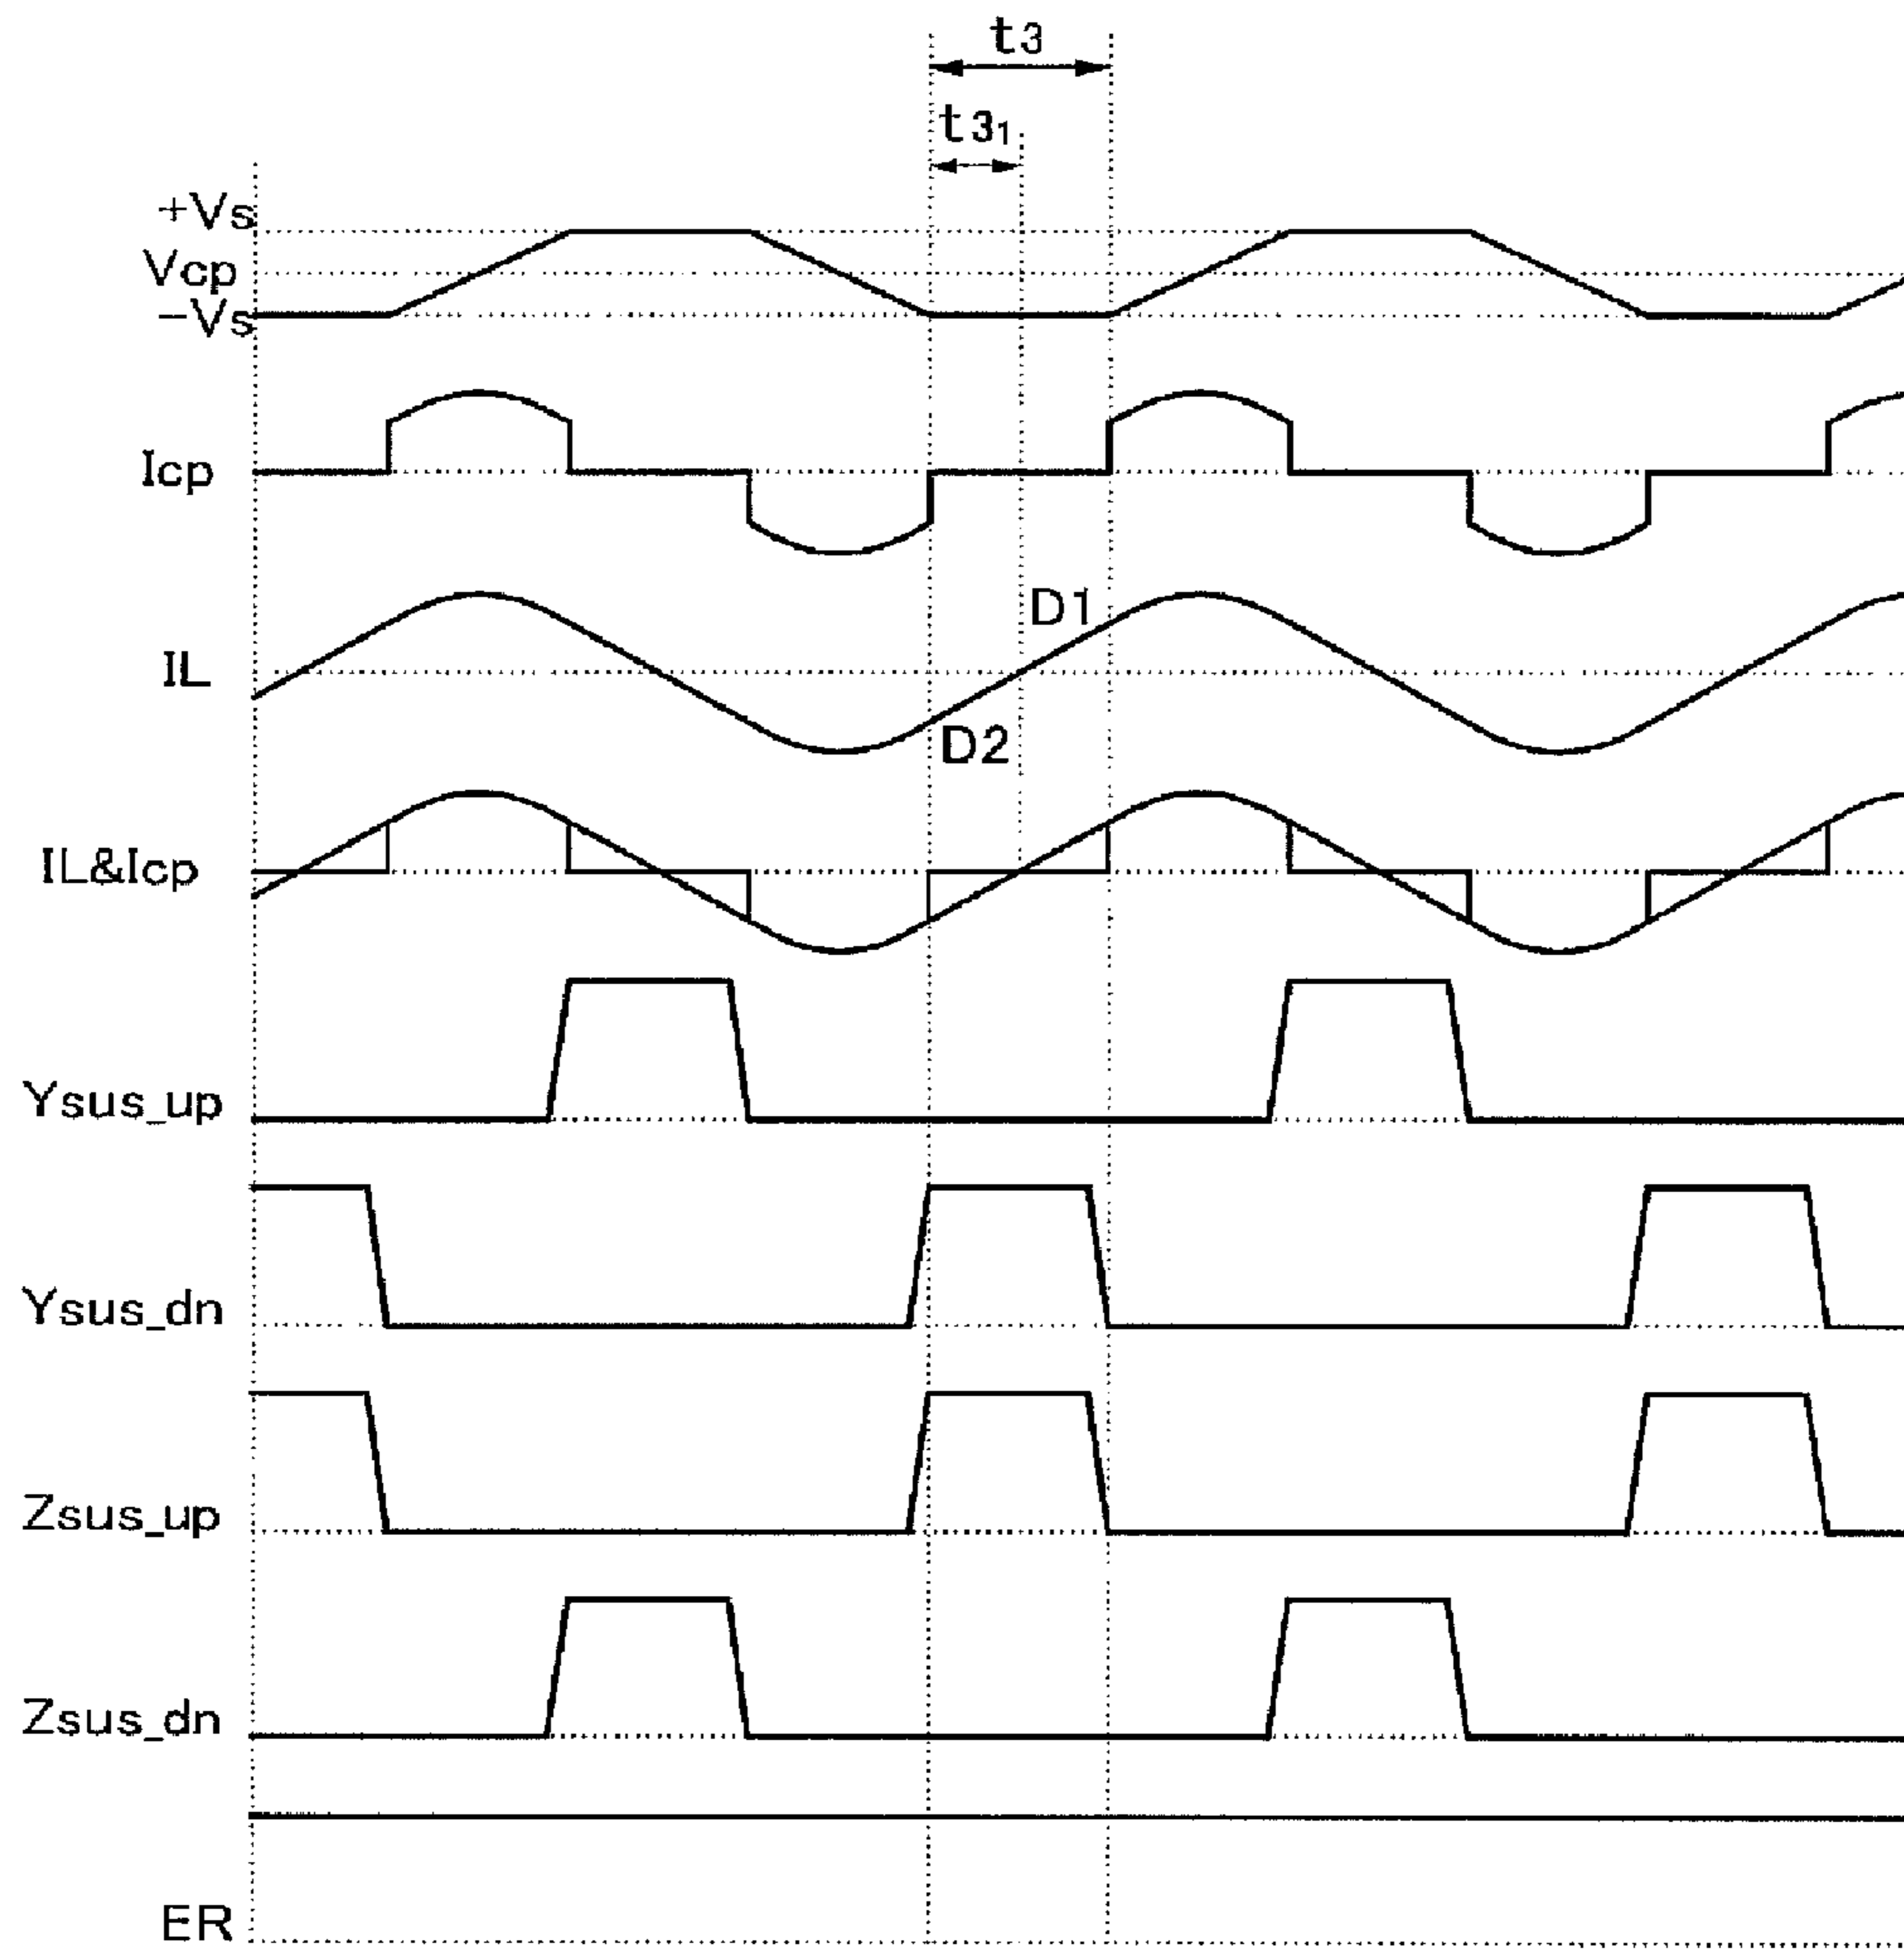 t3
t31
+Vs
Vcp
-Vs
Icp
D1
IL
D2
IL&Icp
Ysus_up
Ysus_dn
Zsus_up
Zsus_dn
ER